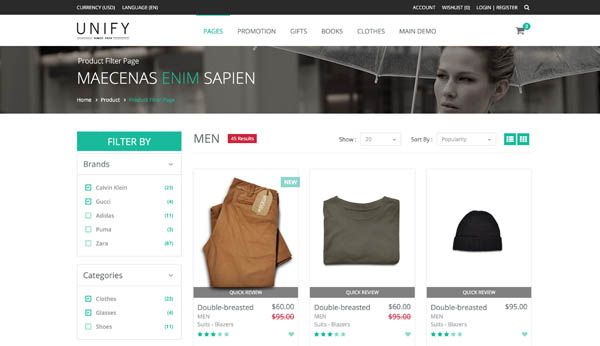 CURRENCY (USD) LANGUAGE (EN) ACCOUNT WISHLIST (0) LOGIN | REGISTER
UNIFY
PAGES PROMOTION GIFTS BOOKS CLOTHES MAIN DEMO
Product Filter Page
MAECENAS ENIM SAPIEN
Home > Product > Product Filter Page
FILTER BY
MEN 45 Results Show : 20 Sort By : Popularity
Brands
Calvin Klein (23)
Gucci (4)
Adidas (11)
Puma (3)
Zara (87)
Categories
Clothes (23)
Glasses (4)
Shoes (11)
NEW
QUICK REVIEW QUICK REVIEW QUICK REVIEW
Double-breasted $60.00 Double-breasted $60.00 Double-breasted $95.00
MEN $95.00 MEN $95.00 MEN
Suits - Blazers Suits - Blazers Suits - Blazers